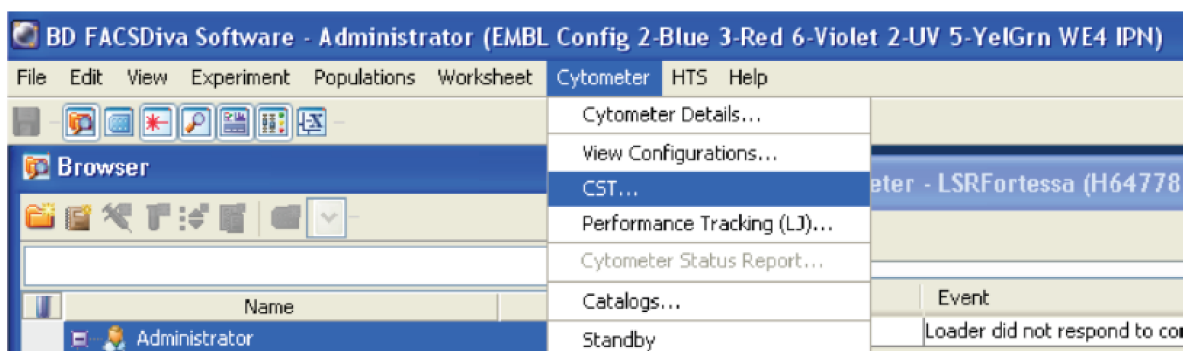 BD FACSDiva Software - Administrator (EMBL Config 2-Blue 3-Red 6-Violet 2-UV 5-YelGrn WE4 IPN)
File Edit View Experiment Populations Worksheet Cytometer HTS Help
Cytometer Details...
View Configurations...
Browser
CST...
eter - LSRFortessa (H64778
Performance Tracking (LJ)...
Cytometer Status Report...
Name
Catalogs...
Event
Administrator
Standby
Loader did not respond to co